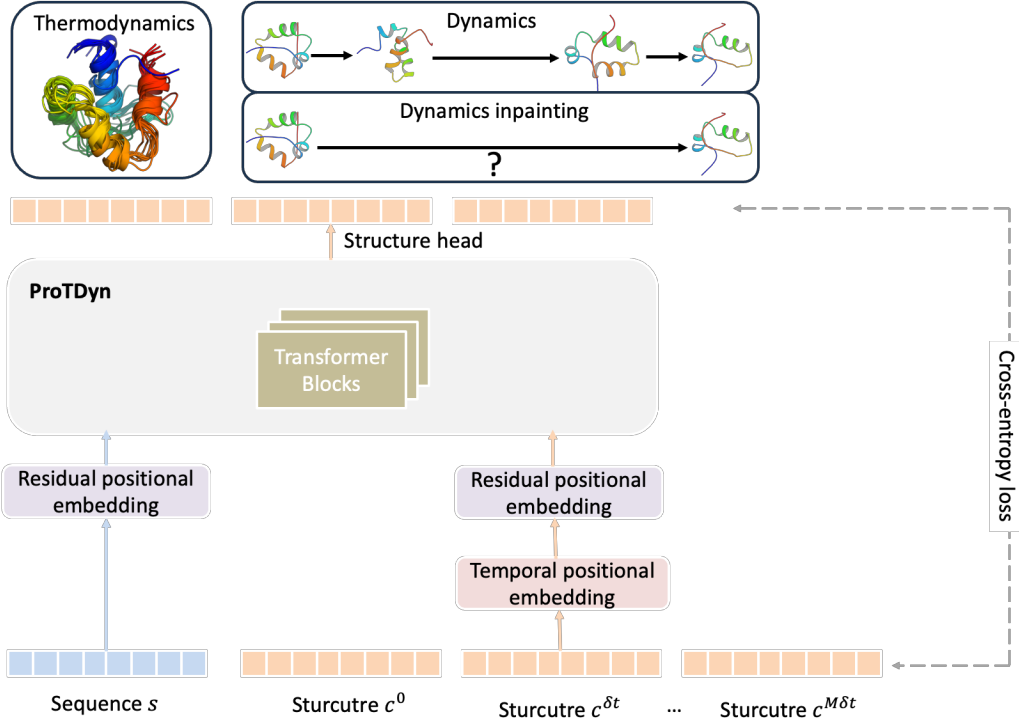 Thermodynamics
Dynamics
Dynamics inpainting
?
Structure head
ProTDyn
Transformer
Blocks
Cross-entropy loss
Residual positional
embedding
Residual positional
embedding
Temporal positional
embedding
Sequence s
Sturcutre c⁰
Sturcutre c^{δt}
...
Sturcutre c^{Mδt}